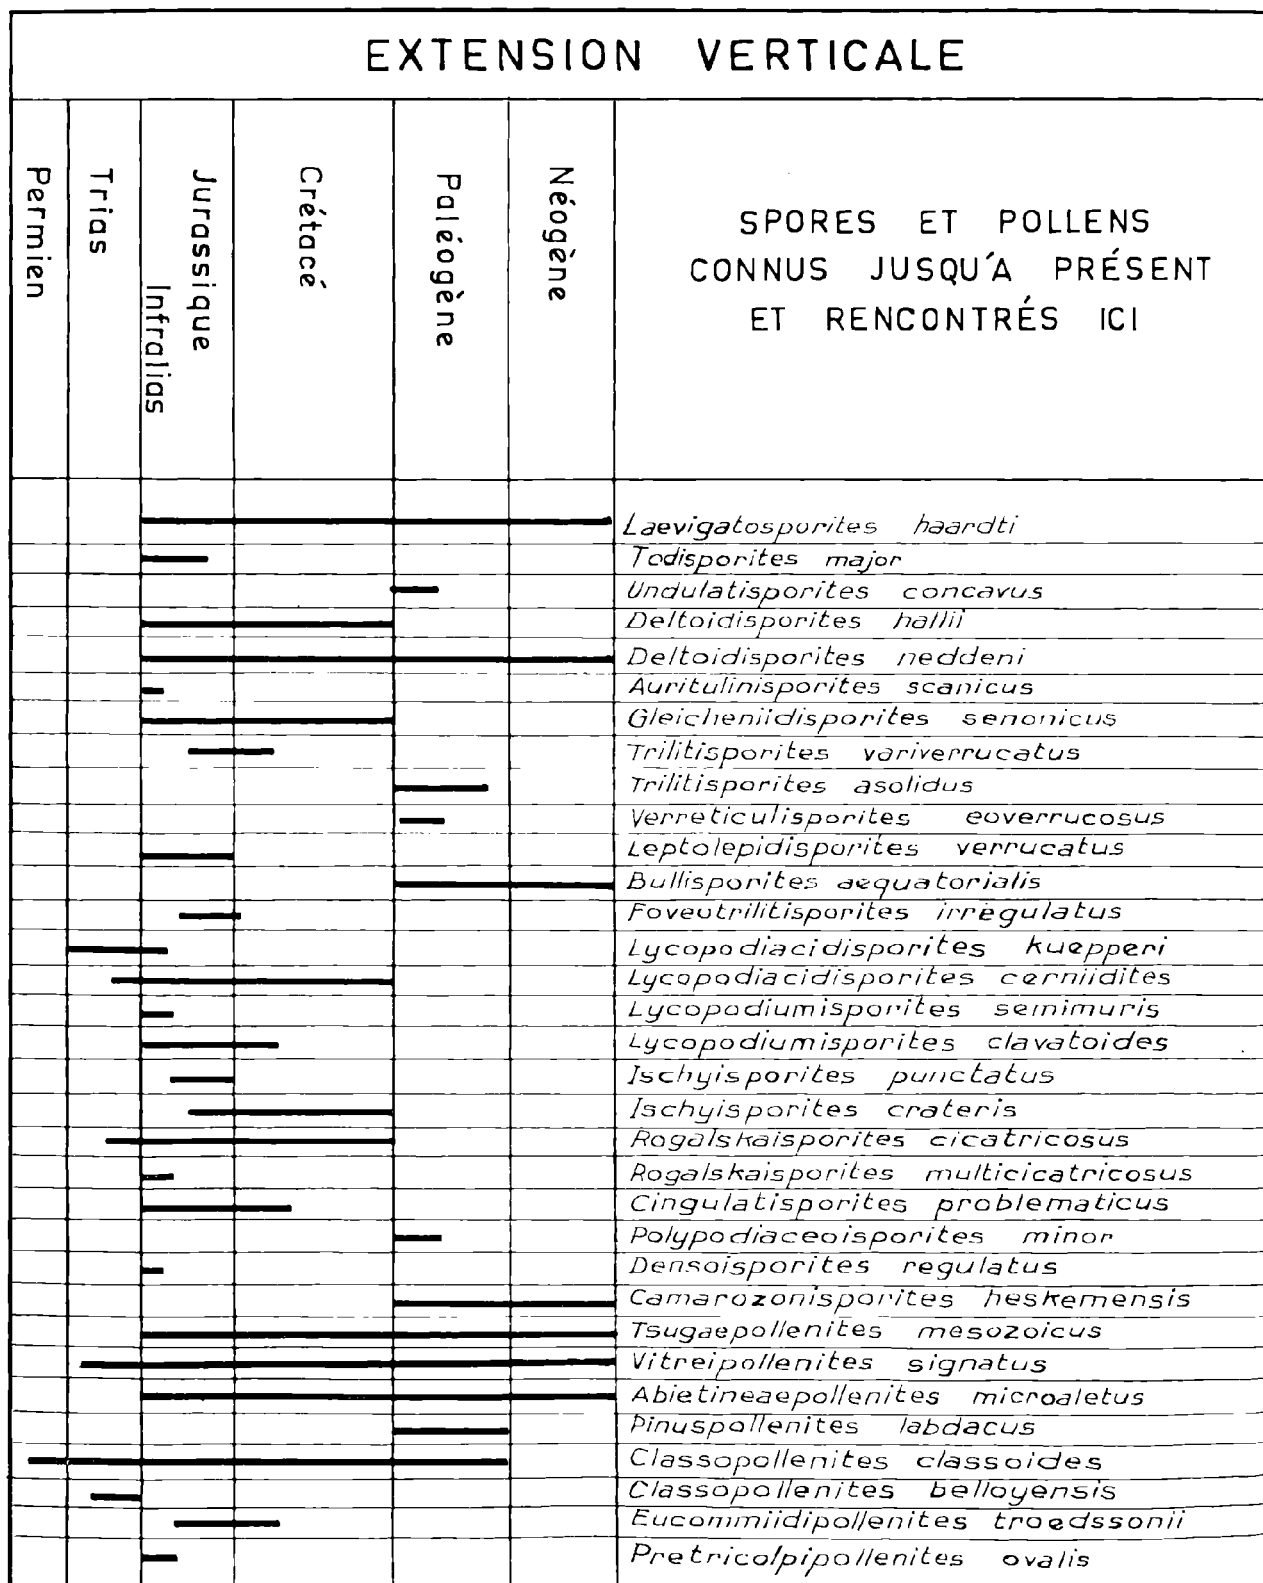 EXTENSION VERTICALE
Permien
Trias
Jurassique
Infralias
Crétacé
Paléogène
Néogène
SPORES ET POLLENS
CONNUS JUSQU'A PRÉSENT
ET RENCONTRÉS ICI
Laevigatosporites haardti
Todisporites major
Undulatisporites concavus
Deltoidisporites hallii
Deltoidisporites neddeni
Auritulinisporites scanicus
Gleicheniidisporites senonicus
Trilitisporites variverrucatus
Trilitisporites asolidus
Verreticulisporites eoverrucosus
Leptolepidisporites verrucatus
Bullisporites aequatorialis
Foveotrilitisporites irregulatus
Lycopodiacidisporites kuepperi
Lycopodiacidisporites cerniidites
Lycopodiumisporites semimuris
Lycopodiumisporites clavatoides
Ischyisporites punctatus
Ischyisporites crateris
Rogalskaisporites cicatricosus
Rogalskaisporites multicicatricosus
Cingulatisporites problematicus
Polypodiaceoisporites minor
Densoisporites regulatus
Camarozonisporites heskemensis
Tsugaepollenites mesozoicus
Vitreipollenites signatus
Abietineaepollenites microaletus
Pinuspollenites labdacus
Classopollenites classoides
Classopollenites belloyensis
Eucommiidipollenites troedssonii
Pretricolpipollenites ovalis